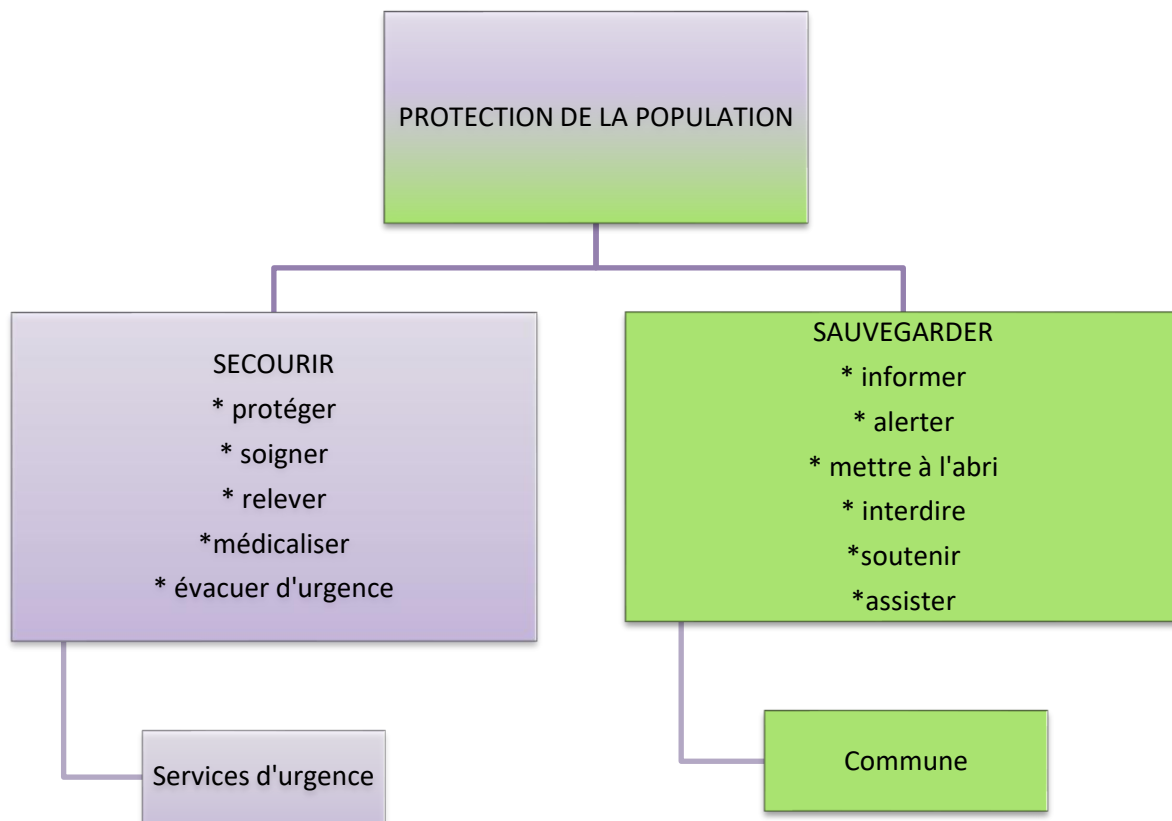 PROTECTION DE LA POPULATION
SECOURIR
* protéger
* soigner
* relever
*médicaliser
* évacuer d'urgence
SAUVEGARDER
* informer
* alerter
* mettre à l'abri
* interdire
*soutenir
*assister
Services d'urgence
Commune